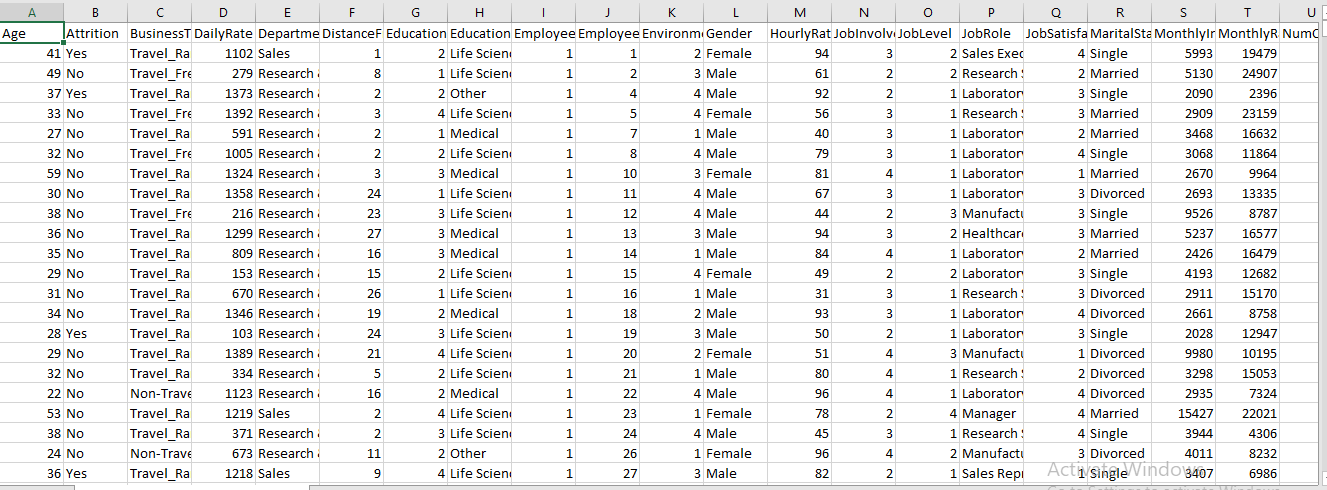 A B C D E F G H I J K L M N O P Q R S T U
Age Attrition BusinessT DailyRate Departme DistanceF Education Education Employee Employee Environme Gender HourlyRat JobInvolve JobLevel JobRole JobSatisfa MaritalSta MonthlyIn MonthlyR NumC
41 Yes Travel_Ra 1102 Sales 1 2 Life Scien 1 1 2 Female 94 3 2 Sales Exec 4 Single 5993 19479
49 No Travel_Fre 279 Research & 8 1 Life Scien 1 2 3 Male 61 2 2 Research S 2 Married 5130 24907
37 Yes Travel_Ra 1373 Research & 2 2 Other 1 4 4 Male 92 2 1 Laborator 3 Single 2090 2396
33 No Travel_Fre 1392 Research & 3 4 Life Scien 1 5 4 Female 56 3 1 Research S 3 Married 2909 23159
27 No Travel_Ra 591 Research & 2 1 Medical 1 7 1 Male 40 3 1 Laborator 2 Married 3468 16632
32 No Travel_Fre 1005 Research & 2 2 Life Scien 1 8 4 Male 79 3 1 Laborator 4 Single 3068 11864
59 No Travel_Ra 1324 Research & 3 3 Medical 1 10 3 Female 81 4 1 Laborator 1 Married 2670 9964
30 No Travel_Ra 1358 Research & 24 1 Life Scien 1 11 4 Male 67 3 1 Laborator 3 Divorced 2693 13335
38 No Travel_Fre 216 Research & 23 3 Life Scien 1 12 4 Male 44 2 3 Manufactu 3 Single 9526 8787
36 No Travel_Ra 1299 Research & 27 3 Medical 1 13 3 Male 94 3 2 Healthcar 3 Married 5237 16577
35 No Travel_Ra 809 Research & 16 3 Medical 1 14 1 Male 84 4 1 Laborator 2 Married 2426 16479
29 No Travel_Ra 153 Research & 15 2 Life Scien 1 15 4 Female 49 2 2 Laborator 3 Single 4193 12682
31 No Travel_Ra 670 Research & 26 1 Life Scien 1 16 1 Male 31 3 1 Research S 3 Divorced 2911 15170
34 No Travel_Ra 1346 Research & 19 2 Medical 1 18 2 Male 93 3 1 Laborator 4 Divorced 2661 8758
28 Yes Travel_Ra 103 Research & 24 3 Life Scien 1 19 3 Male 50 2 1 Laborator 3 Single 2028 12947
29 No Travel_Ra 1389 Research & 21 4 Life Scien 1 20 2 Female 51 4 3 Manufactu 1 Divorced 9980 10195
32 No Travel_Ra 334 Research & 5 2 Life Scien 1 21 1 Male 80 4 1 Research S 2 Divorced 3298 15053
22 No Non-Trave 1123 Research & 16 2 Medical 1 22 4 Male 96 4 1 Laborator 4 Divorced 2935 7324
53 No Travel_Ra 1219 Sales 2 4 Life Scien 1 23 1 Female 78 2 4 Manager 4 Married 15427 22021
38 No Travel_Ra 371 Research & 2 3 Life Scien 1 24 4 Male 45 3 1 Research S 4 Single 3944 4306
24 No Non-Trave 673 Research & 11 2 Other 1 26 1 Female 96 4 2 Manufactu 3 Divorced 4011 8232
36 Yes Travel_Ra 1218 Sales 9 4 Life Scien 1 27 3 Male 82 2 1 Sales Repr 1 Single 3407 6986
Activate Windows